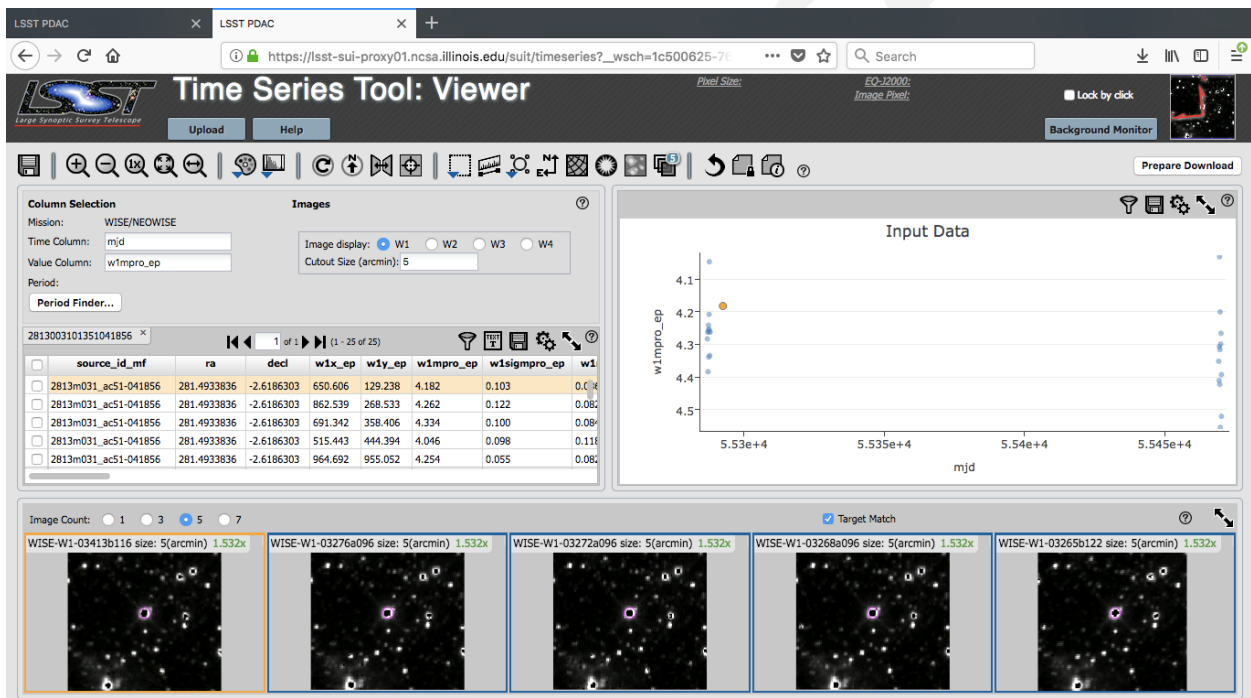 LSST PDAC × LSST PDAC × +
https://lsst-sui-proxy01.ncsa.illinois.edu/suit/timeseries?__wsch=1c500625-76 Search
LSST
Large Synoptic Survey Telescope
Time Series Tool: Viewer
Pixel Size: EQ-J2000:
Image Pixel:
Lock by click
Upload Help Background Monitor
1x N 5 Prepare Download
Column Selection Images
Mission: WISE/NEOWISE
Time Column: mjd
Value Column: w1mpro_ep
Image display: W1 W2 W3 W4
Cutout Size (arcmin): 5
Period:
Period Finder...
2813003101351041856 × 1 of 1 (1 - 25 of 25) TEXT
source_id_mf ra decl w1x_ep w1y_ep w1mpro_ep w1sigmpro_ep
2813m031_ac51-041856 281.4933836 -2.6186303 650.606 129.238 4.182 0.103
2813m031_ac51-041856 281.4933836 -2.6186303 862.539 268.533 4.262 0.122 0.082
2813m031_ac51-041856 281.4933836 -2.6186303 691.342 358.406 4.334 0.100 0.084
2813m031_ac51-041856 281.4933836 -2.6186303 515.443 444.394 4.046 0.098 0.118
2813m031_ac51-041856 281.4933836 -2.6186303 964.692 955.052 4.254 0.055 0.082
Input Data
w1mpro_ep
4.1
4.2
4.3
4.4
4.5
5.53e+4 5.535e+4 5.54e+4 5.545e+4
mjd
Image Count: 1 3 5 7 Target Match
WISE-W1-03413b116 size: 5(arcmin) 1.532x
WISE-W1-03276a096 size: 5(arcmin) 1.532x
WISE-W1-03272a096 size: 5(arcmin) 1.532x
WISE-W1-03268a096 size: 5(arcmin) 1.532x
WISE-W1-03265b122 size: 5(arcmin) 1.532x